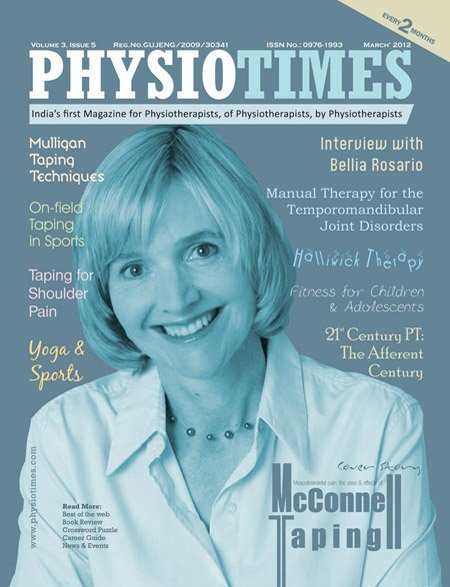 EVERY 2 MONTHS
VOLUME 3, ISSUE 5 REG.NO.GUJENG/2009/30341 ISSN NO.: 0976-1993 MARCH' 2012
PHYSIOTIMES
India's first Magazine for Physiotherapists, of Physiotherapists, by Physiotherapists
Mulligan
Taping
Techniques
On-field
Taping
in Sports
Taping for
Shoulder
Pain
Yoga &
Sports
Interview with
Bellia Rosario
Manual Therapy for the
Temporomandibular
Joint Disorders
Halliwick Therapy
Fitness for Children
& Adolescents
21st Century PT:
The Afferent
Century
Cover Story
McConnell
Taping
www.physiotimes.com
Read More:
Best of the web
Book Review
Crossword Puzzle
Career Guide
News & Events